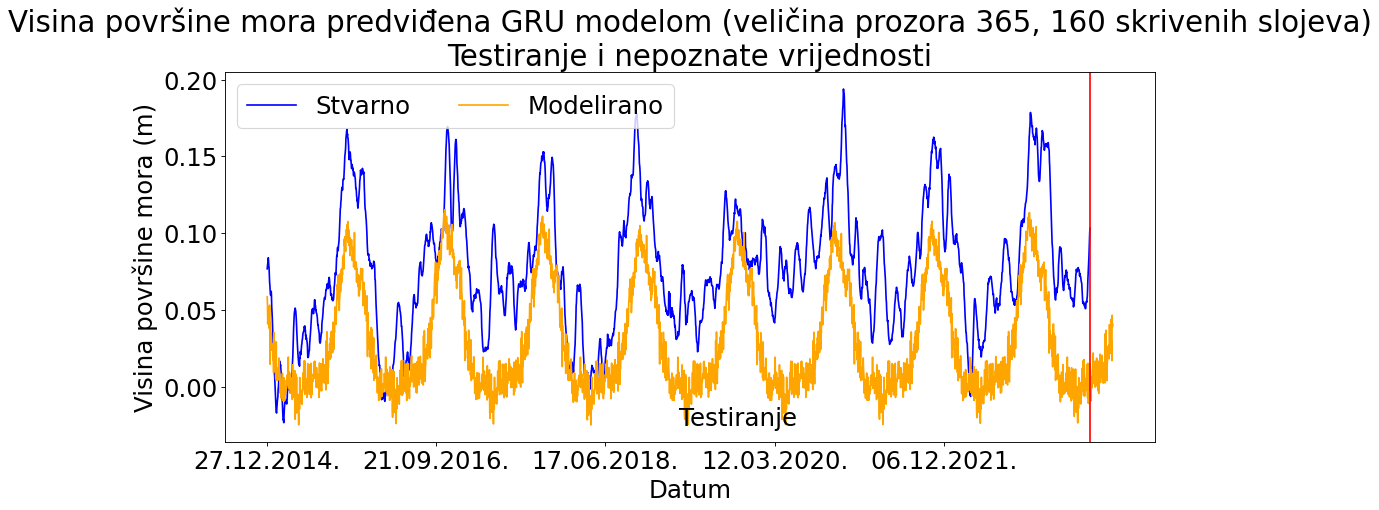 Visina površine mora predviđena GRU modelom (veličina prozora 365, 160 skrivenih slojeva)
Testiranje i nepoznate vrijednosti
Stvarno
Modelirano
Visina površine mora (m)
0.20
0.15
0.10
0.05
0.00
Testiranje
27.12.2014.
21.09.2016.
17.06.2018.
12.03.2020.
06.12.2021.
Datum